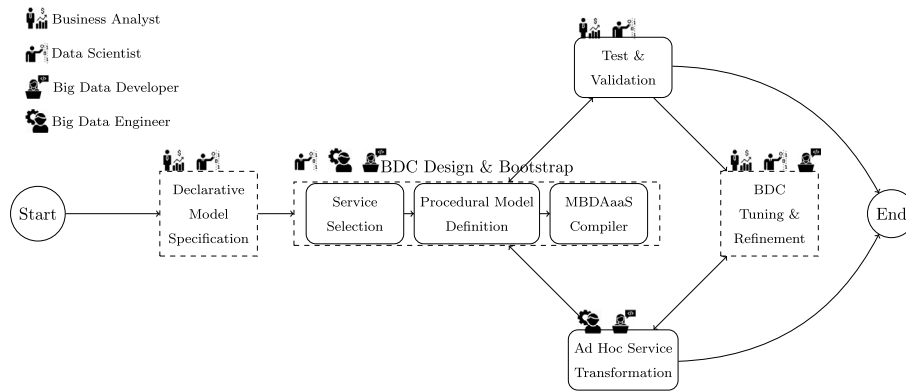 Business Analyst
Data Scientist
Big Data Developer
Big Data Engineer
Test &
Validation
BDC Design & Bootstrap
Start
Declarative
Model
Specification
Service
Selection
Procedural Model
Definition
MBDAaaS
Compiler
BDC
Tuning &
Refinement
End
Ad Hoc Service
Transformation